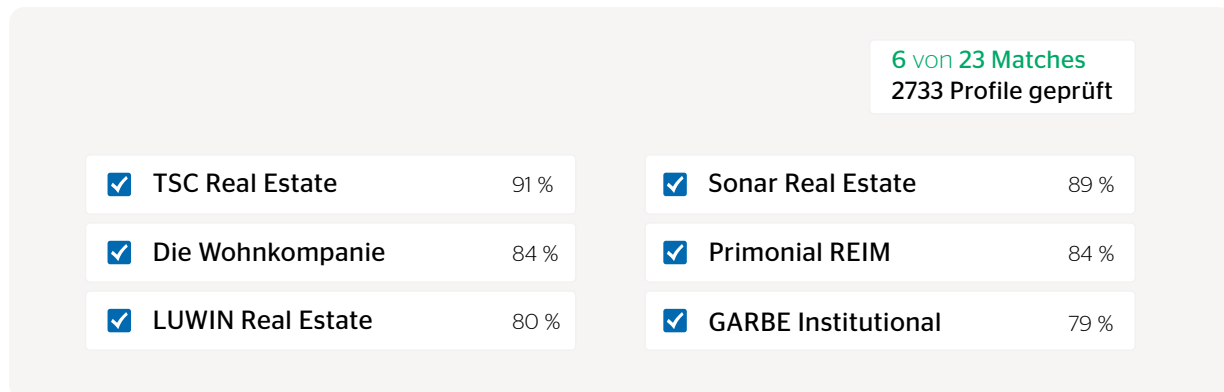 6 von 23 Matches
2733 Profile geprüft
TSC Real Estate 91 %
Sonar Real Estate 89 %
Die Wohnkompanie 84 %
Primonial REIM 84 %
LUWIN Real Estate 80 %
GARBE Institutional 79 %